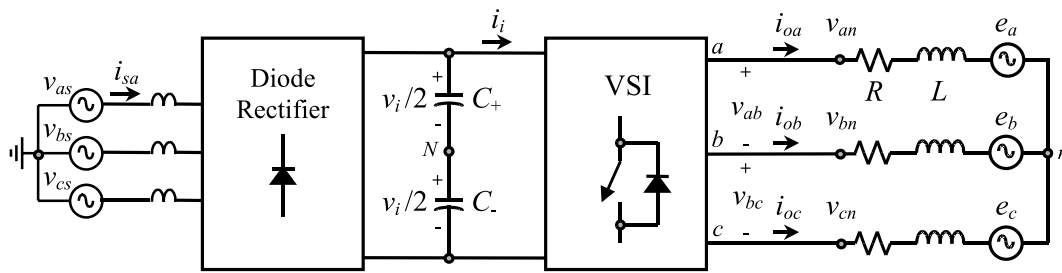 v_as
v_bs
v_cs
i_sa
Diode
Rectifier
+
v_i/2
C_+
-
N
+
v_i/2
C_-
-
i_i
VSI
a
i_oa
v_an
e_a
+
R
L
v_ab
b
-
i_ob
v_bn
e_b
+
v_bc
c
-
i_oc
v_cn
e_c